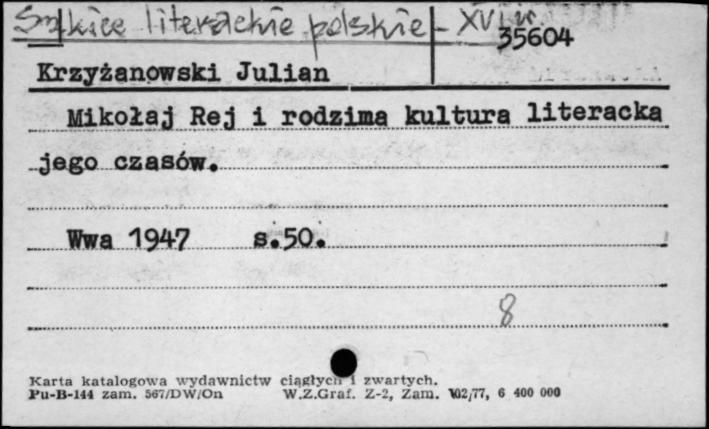 Szkice literackie polskie - XVI w.
35604
Krzyżanowski Julian
Mikołaj Rej i rodzima kultura literacka
jego czasów.
Wwa 1947 s.50.
8
Karta katalogowa wydawnictw ciągłych i zwartych.
Pu-B-144 zam. 567/DW/On W.Z.Graf. Z-2, Zam. 102/77, 6 400 000